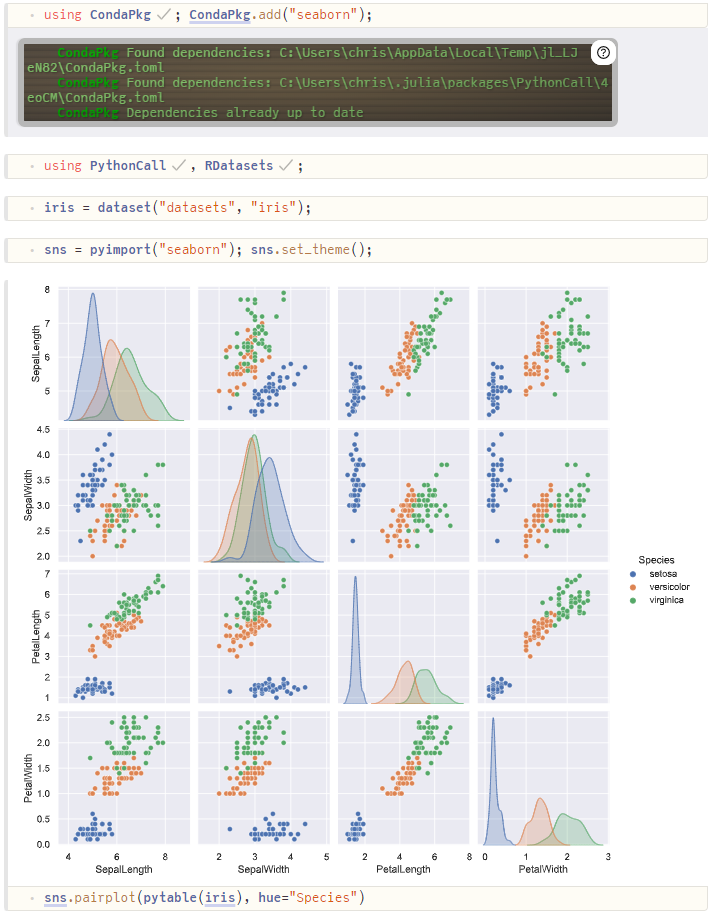 using CondaPkg ✓; CondaPkg.add("seaborn");
CondaPkg Found dependencies: C:\Users\chris\AppData\Local\Temp\jl_LJ
eN82\CondaPkg.toml
CondaPkg Found dependencies: C:\Users\chris\.julia\packages\PythonCall\4
eoCM\CondaPkg.toml
CondaPkg Dependencies already up to date
?
using PythonCall ✓, RDatasets ✓;
iris = dataset("datasets", "iris");
sns = pyimport("seaborn"); sns.set_theme();
8
7
6
5
SepalLength
4.5
4.0
3.5
3.0
2.5
2.0
SepalWidth
7
6
5
4
3
2
1
PetalLength
2.5
2.0
1.5
1.0
0.5
0.0
PetalWidth
4 6 8
SepalLength
2 3 4 5
SepalWidth
2 4 6 8
PetalLength
0 1 2 3
PetalWidth
Species
setosa
versicolor
virginica
sns.pairplot(pytable(iris), hue="Species")